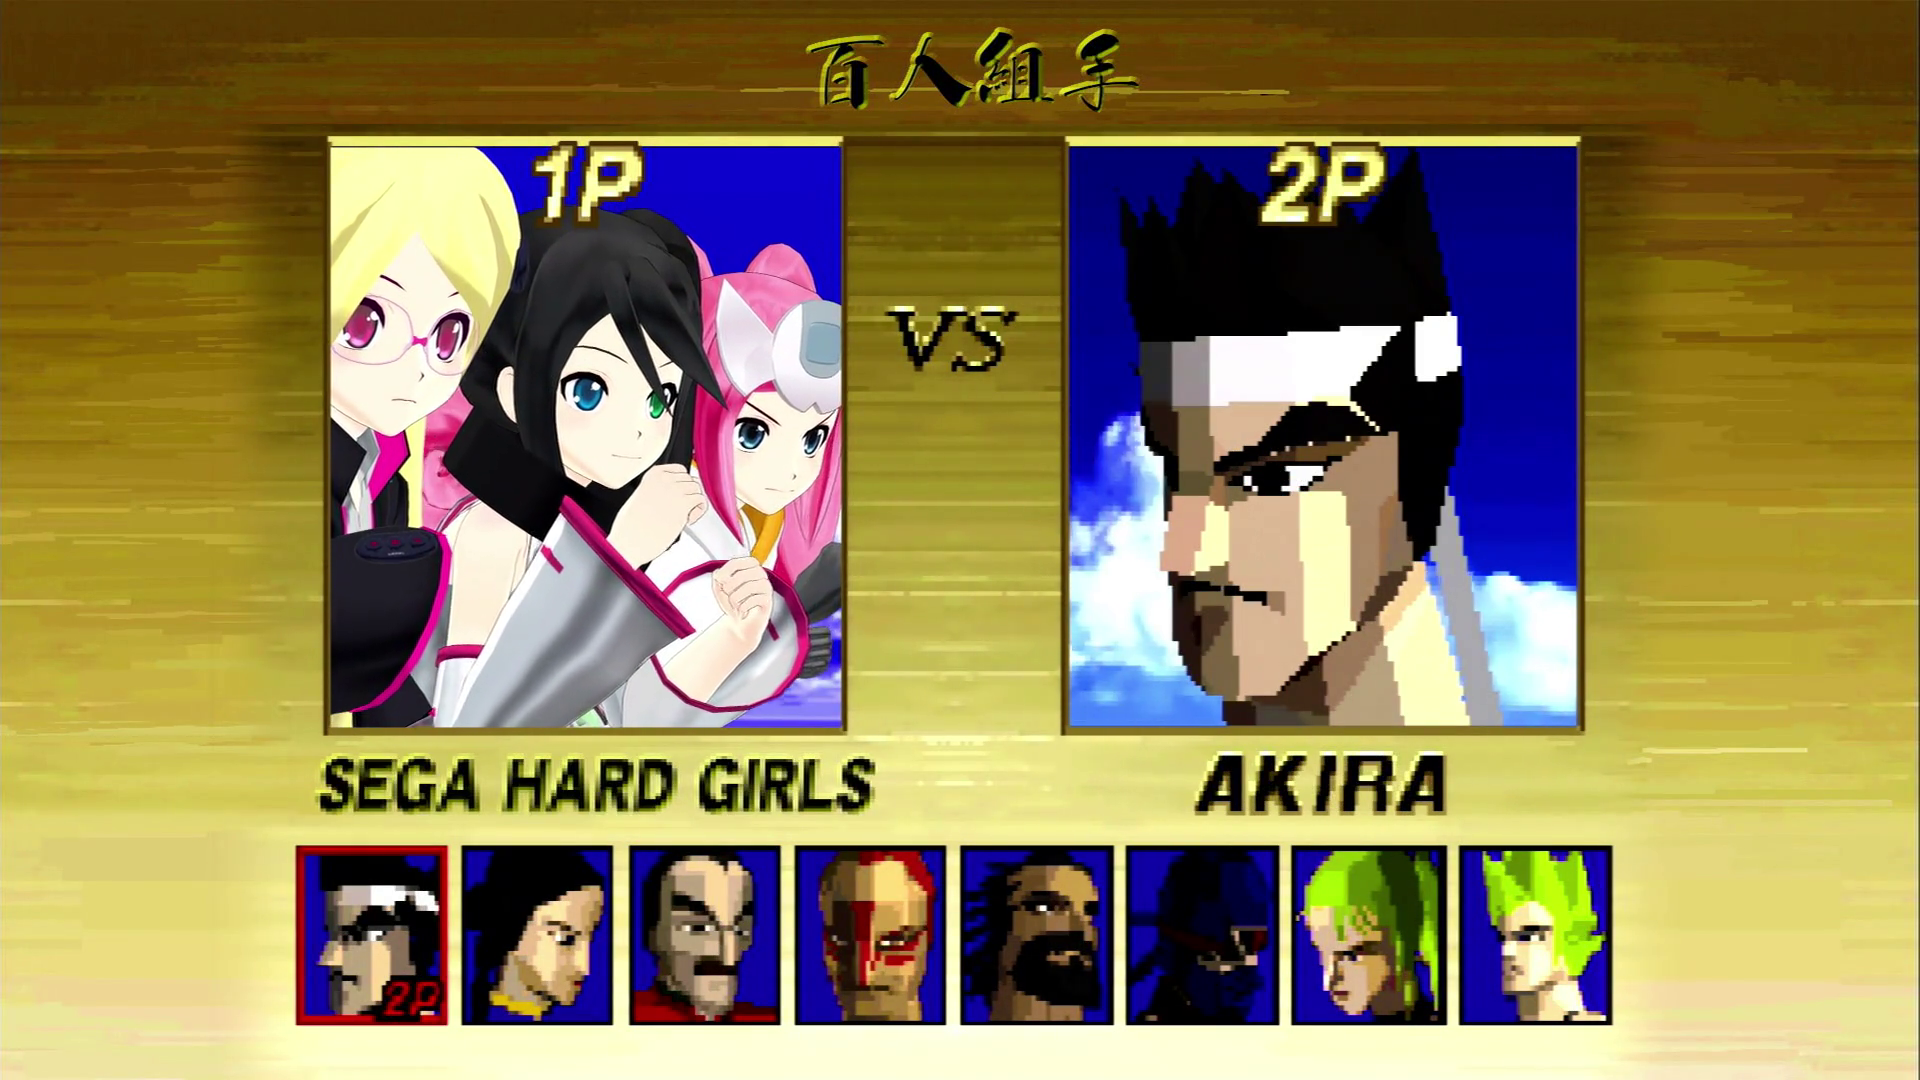 百人組手
1P
2P
VS
SEGA HARD GIRLS
AKIRA
2P